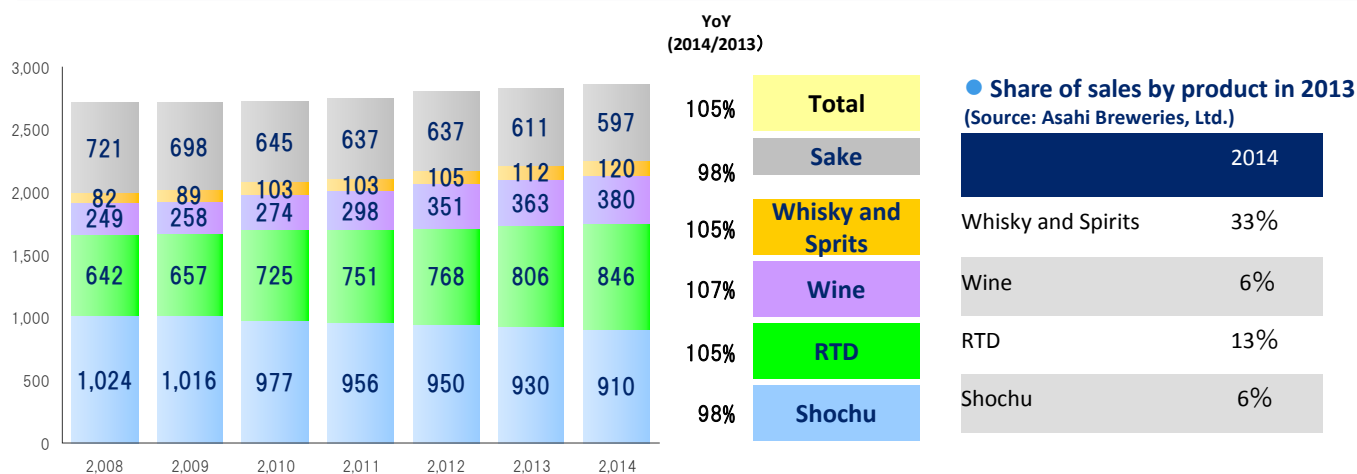 YoY
(2014/2013)
3,000
2,500
2,000
1,500
1,000
500
0
721 698 645 637 637 611 597
82 89 103 103 105 112 120
249 258 274 298 351 363 380
642 657 725 751 768 806 846
1,024 1,016 977 956 950 930 910
2,008 2,009 2,010 2,011 2,012 2,013 2,014
105% Total
98% Sake
105% Whisky and
Sprits
107% Wine
105% RTD
98% Shochu
● Share of sales by product in 2013
(Source: Asahi Breweries, Ltd.)
2014
Whisky and Spirits 33%
Wine 6%
RTD 13%
Shochu 6%